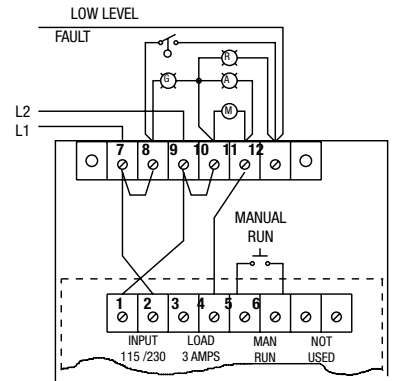 LOW LEVEL
FAULT
R
G
A
L2
M
L1
7 8 9 10 11 12
MANUAL
RUN
1 2 3 4 5 6
INPUT LOAD MAN NOT
115 /230 3 AMPS RUN USED